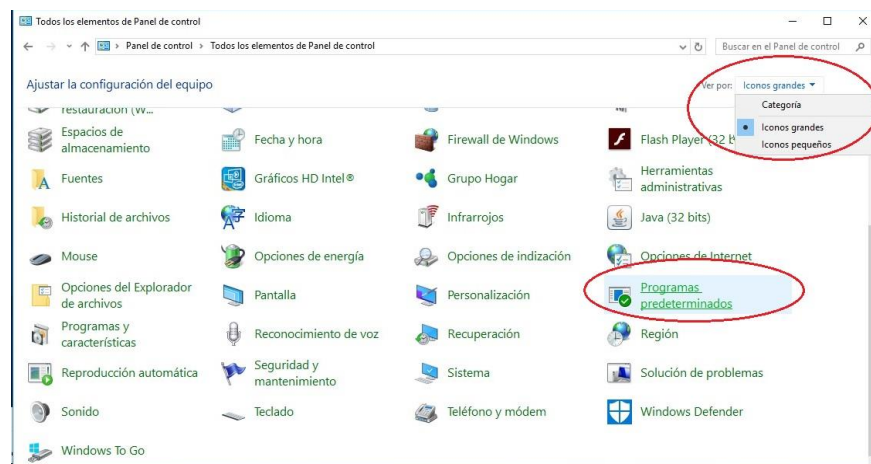 Todos los elementos de Panel de control
Panel de control > Todos los elementos de Panel de control
Buscar en el Panel de control
Ajustar la configuración del equipo
Ver por: Iconos grandes
Categoría
Iconos grandes
Iconos pequeños
restauración (W...
Espacios de
almacenamiento
Fecha y hora
Firewall de Windows
Flash Player (32 b
Fuentes
Gráficos HD Intel®
Grupo Hogar
Herramientas
administrativas
Historial de archivos
Idioma
Infrarrojos
Java (32 bits)
Mouse
Opciones de energía
Opciones de indización
Opciones de Internet
Opciones del Explorador
de archivos
Pantalla
Personalización
Programas
predeterminados
Programas y
características
Reconocimiento de voz
Recuperación
Región
Reproducción automática
Seguridad y
mantenimiento
Sistema
Solución de problemas
Sonido
Teclado
Teléfono y módem
Windows Defender
Windows To Go